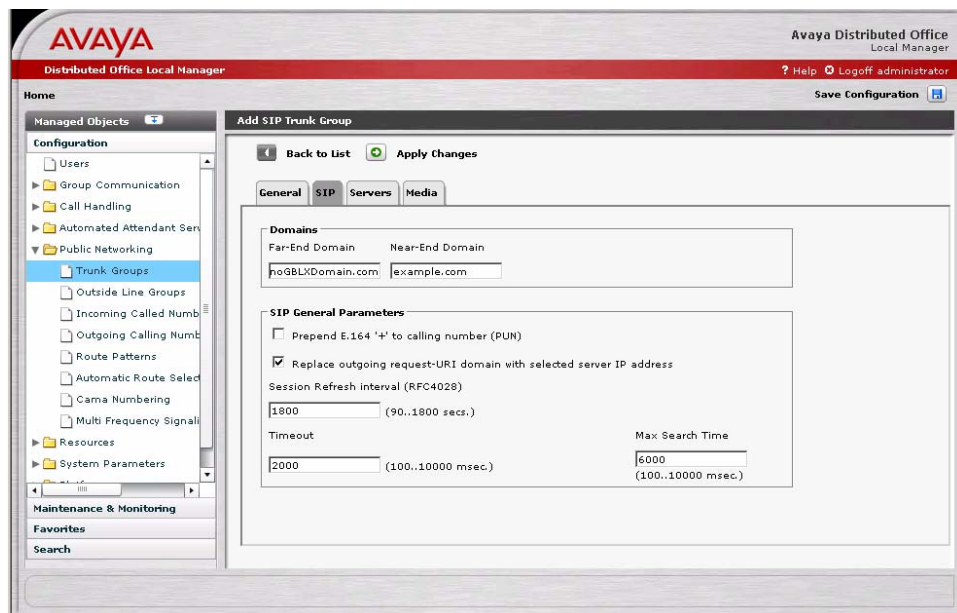 AVAYA
Avaya Distributed Office
Local Manager
Distributed Office Local Manager
? Help Logoff administrator
Home
Save Configuration
Managed Objects
Configuration
Users
Group Communication
Call Handling
Automated Attendant Serv
Public Networking
Trunk Groups
Outside Line Groups
Incoming Called Numb
Outgoing Calling Numb
Route Patterns
Automatic Route Select
Cama Numbering
Multi Frequency Signali
Resources
System Parameters
Maintenance & Monitoring
Favorites
Search
Add SIP Trunk Group
Back to List
Apply Changes
General SIP Servers Media
Domains
Far-End Domain Near-End Domain
noGBLXDomain.com example.com
SIP General Parameters
Prepend E.164 '+' to calling number (PUN)
Replace outgoing request-URI domain with selected server IP address
Session Refresh interval (RFC4028)
1800 (90..1800 secs.)
Timeout Max Search Time
2000 (100..10000 msec.) 6000
(100..10000 msec.)